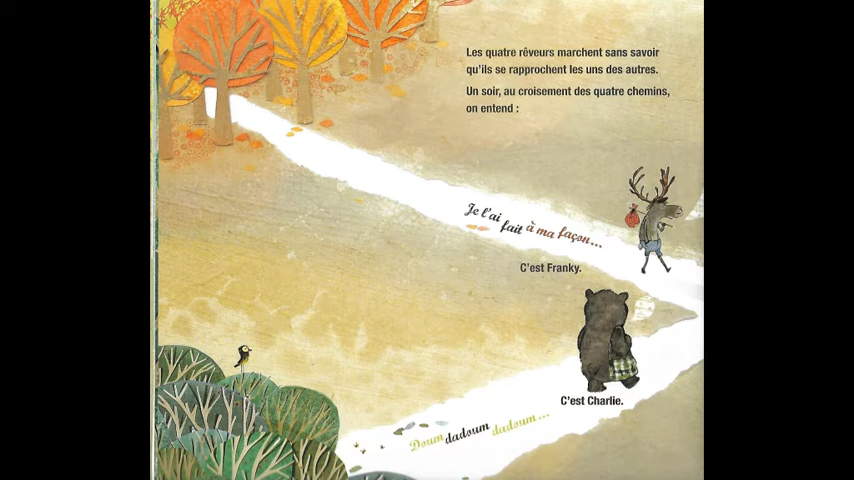 Les quatre rêveurs marchent sans savoir
qu'ils se rapprochent les uns des autres.
Un soir, au croisement des quatre chemins,
on entend :
Je l'ai fait à ma façon...
C'est Franky.
C'est Charlie.
Doum dadoum dadoum...